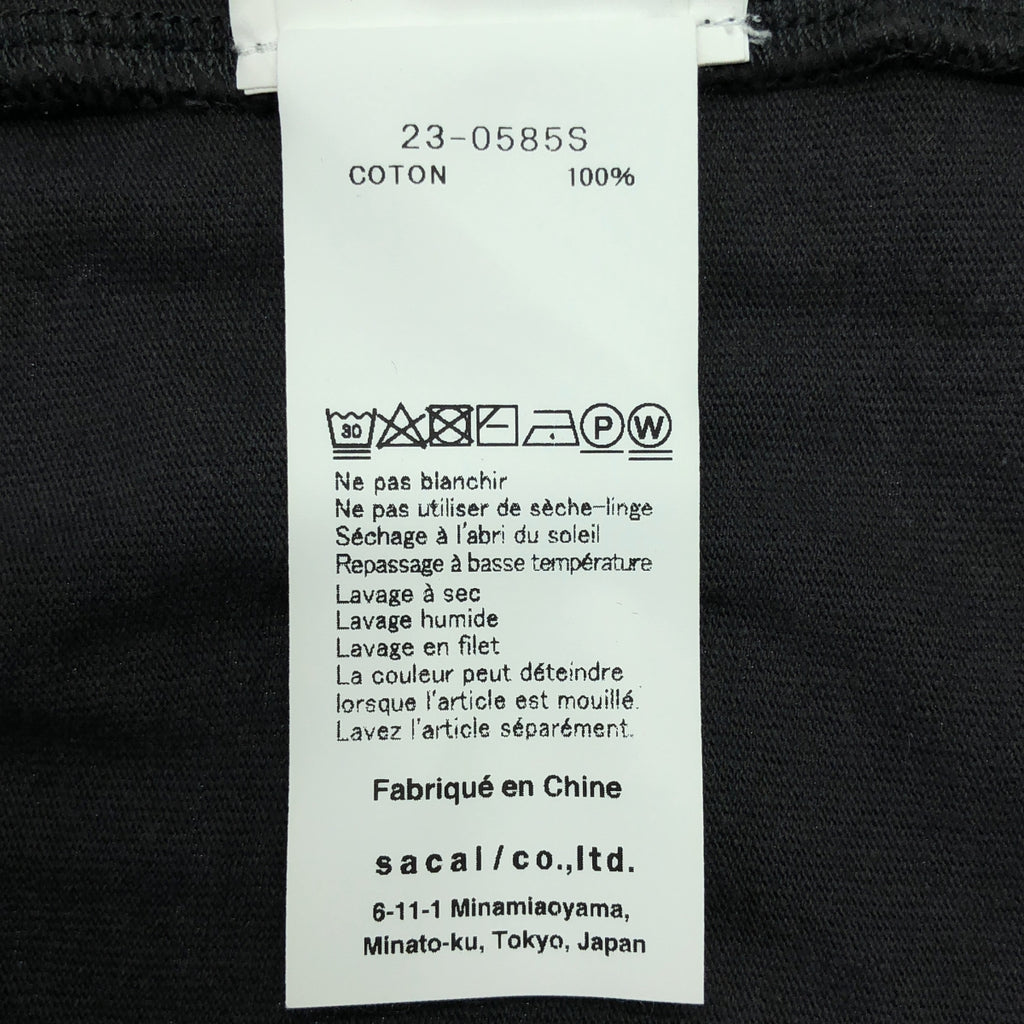 23-0585S
COTON 100%
30 P W
Ne pas blanchir
Ne pas utiliser de sèche-linge
Séchage à l'abri du soleil
Repassage à basse température
Lavage à sec
Lavage humide
Lavage en filet
La couleur peut déteindre
lorsque l'article est mouillé.
Lavez l'article séparément.
Fabriqué en Chine
sacaI/co.,ltd.
6-11-1 Minamiaoyama,
Minato-ku, Tokyo, Japan